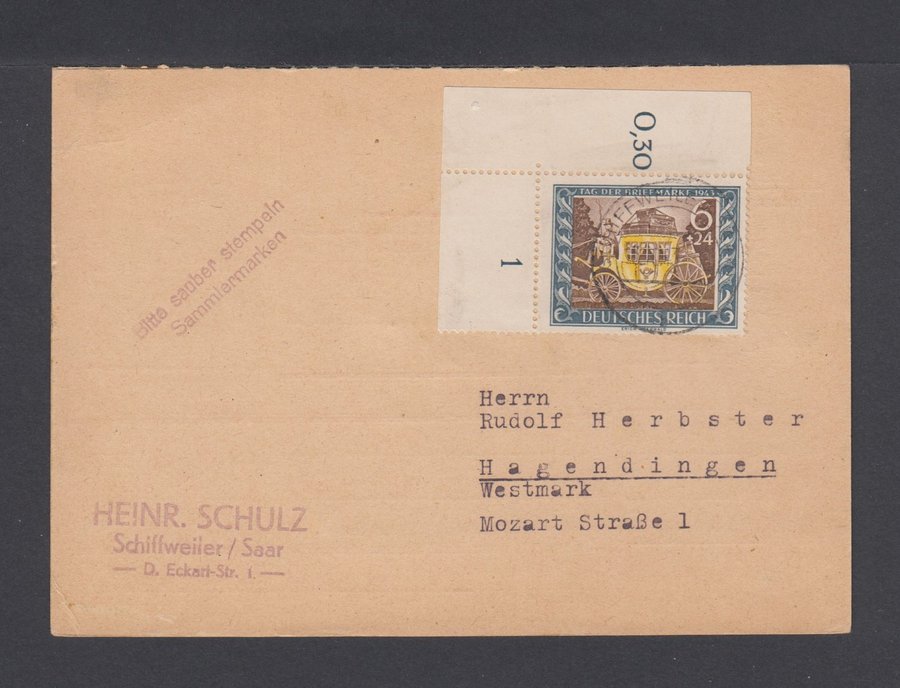 0,30
TAG DER BRIEFMARKE 1943
6
+24
1
DEUTSCHES REICH
Bitte sauber stempeln
Sammlermarken
Herrn
Rudolf Herbster
Hagendingen
Westmark
Mozart Straße 1
HEINR. SCHULZ
Schiffweiler / Saar
— D. Eckart-Str. 1 —